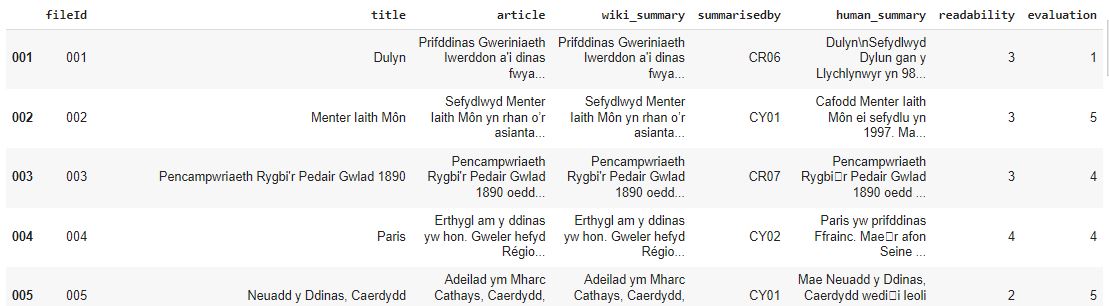 fileId title article wiki_summary summarisedby human_summary readability evaluation
Prifddinas Gweriniaeth Prifddinas Gweriniaeth Dulyn\nSefydlwyd
001 001 Dulyn Iwerddon a'i dinas Iwerddon a'i dinas CR06 Dylun gan y 3 1
fwya... fwya... Llychlynwyr yn 98...
Sefydlwyd Menter Sefydlwyd Menter Cafodd Menter Iaith
002 002 Menter Iaith Môn Iaith Môn yn rhan o'r Iaith Môn yn rhan o'r CY01 Môn ei sefydlu yn 3 5
asianta... asianta... 1997. Ma...
Pencampwriaeth Pencampwriaeth Pencampwriaeth
003 003 Pencampwriaeth Rygbi'r Pedair Gwlad 1890 Rygbi'r Pedair Gwlad Rygbi'r Pedair Gwlad CR07 Rygbi□r Pedair Gwlad 3 4
1890 oedd... 1890 oedd... 1890 oedd ...
Erthygl am y ddinas Erthygl am y ddinas Paris yw prifddinas
004 004 Paris yw hon. Gweler hefyd yw hon. Gweler hefyd CY02 Ffrainc. Mae□r afon 4 4
Régio... Régio... Seine ...
Adeilad ym Mharc Adeilad ym Mharc Mae Neuadd y Ddinas,
005 005 Neuadd y Ddinas, Caerdydd Cathays, Caerdydd, Cathays, Caerdydd, CY01 Caerdydd wedi□i leoli 2 5